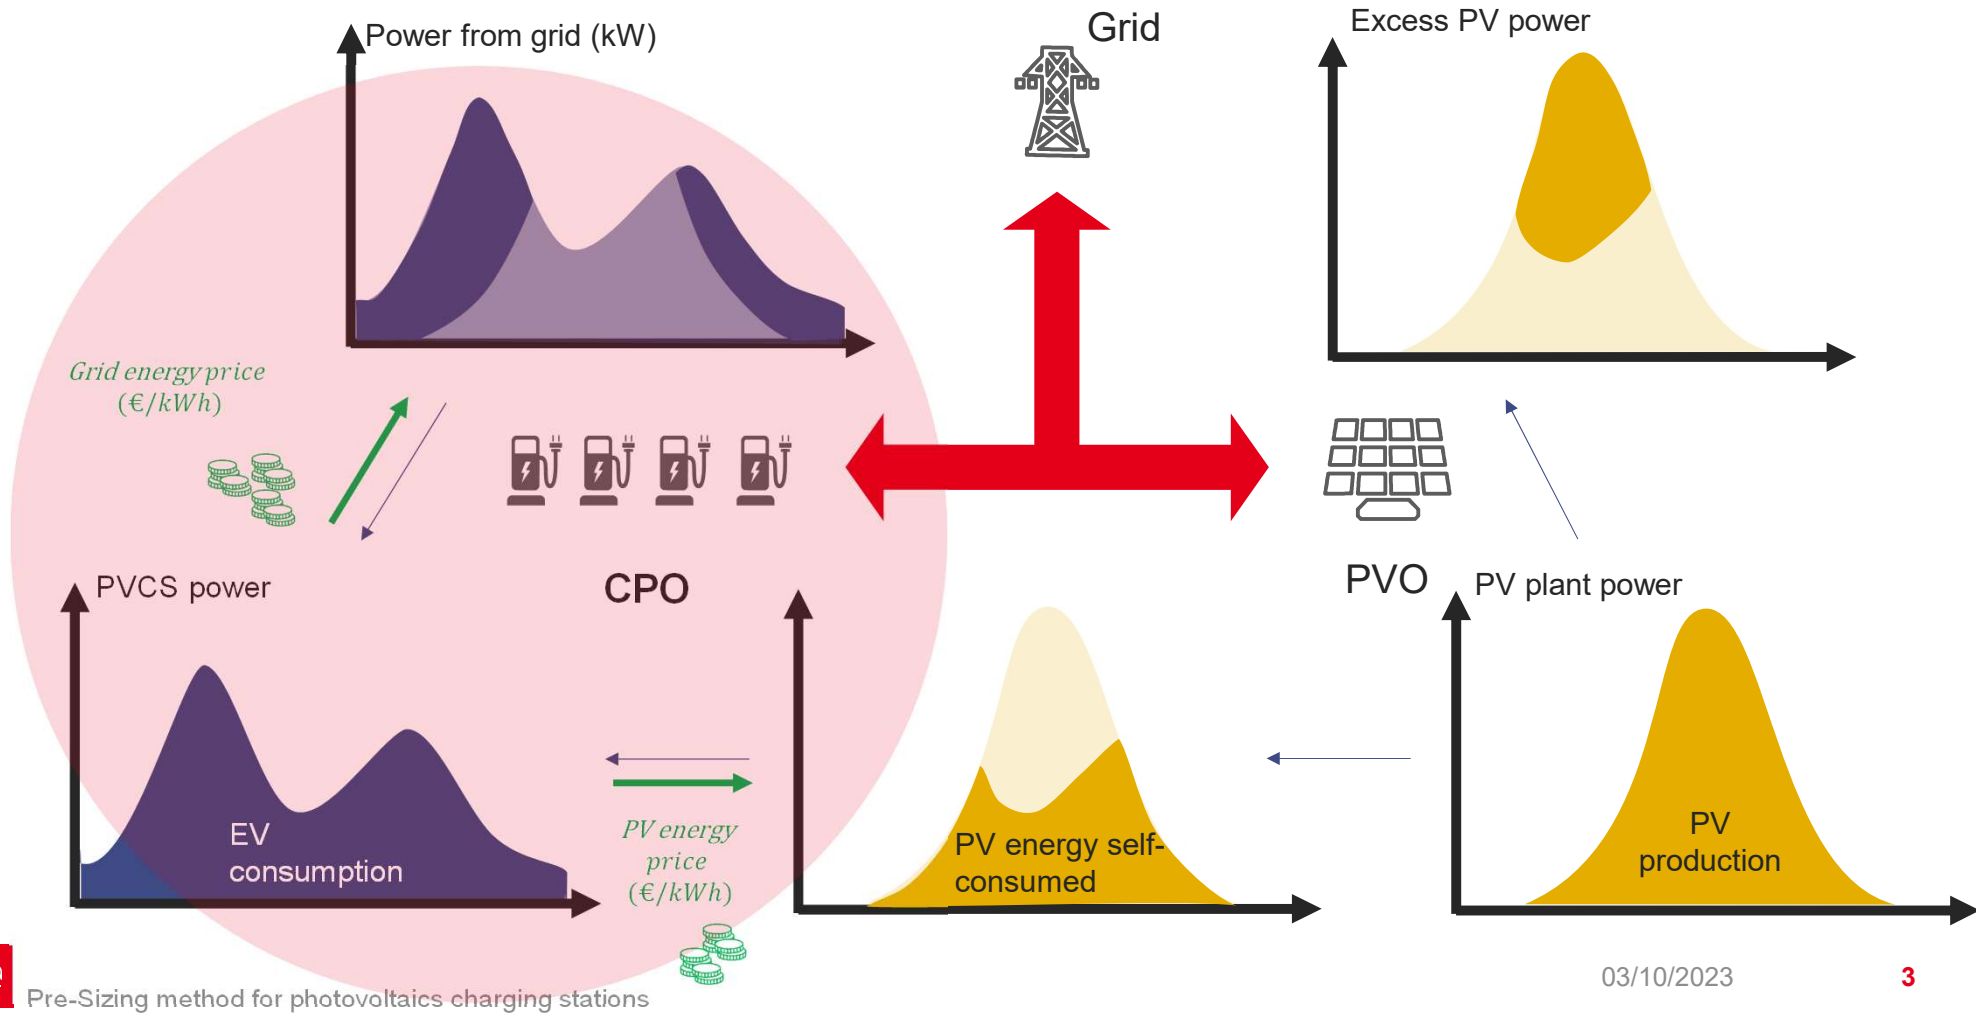 Power from grid (kW)
Grid
Excess PV power
Grid energy price
(€/kWh)
PVCS power
CPO
PVO
PV plant power
EV
consumption
PV energy
price
(€/kWh)
PV energy self-
consumed
PV
production
Pre-Sizing method for photovoltaics charging stations
03/10/2023
3